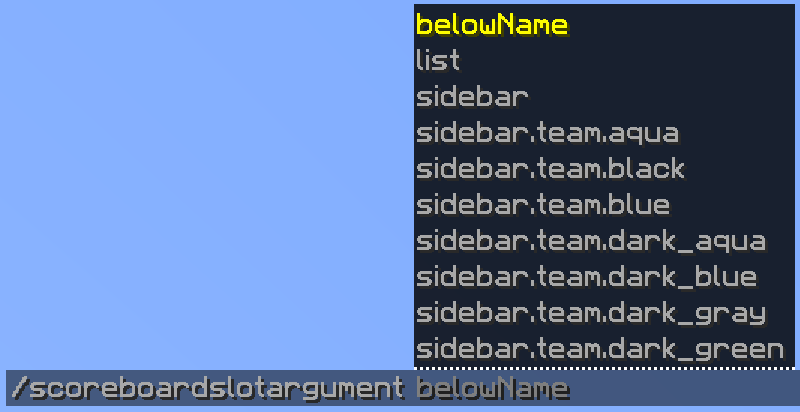 belowName
list
sidebar
sidebar.team.aqua
sidebar.team.black
sidebar.team.blue
sidebar.team.dark_aqua
sidebar.team.dark_blue
sidebar.team.dark_gray
sidebar.team.dark_green
/scoreboardslotargument belowName